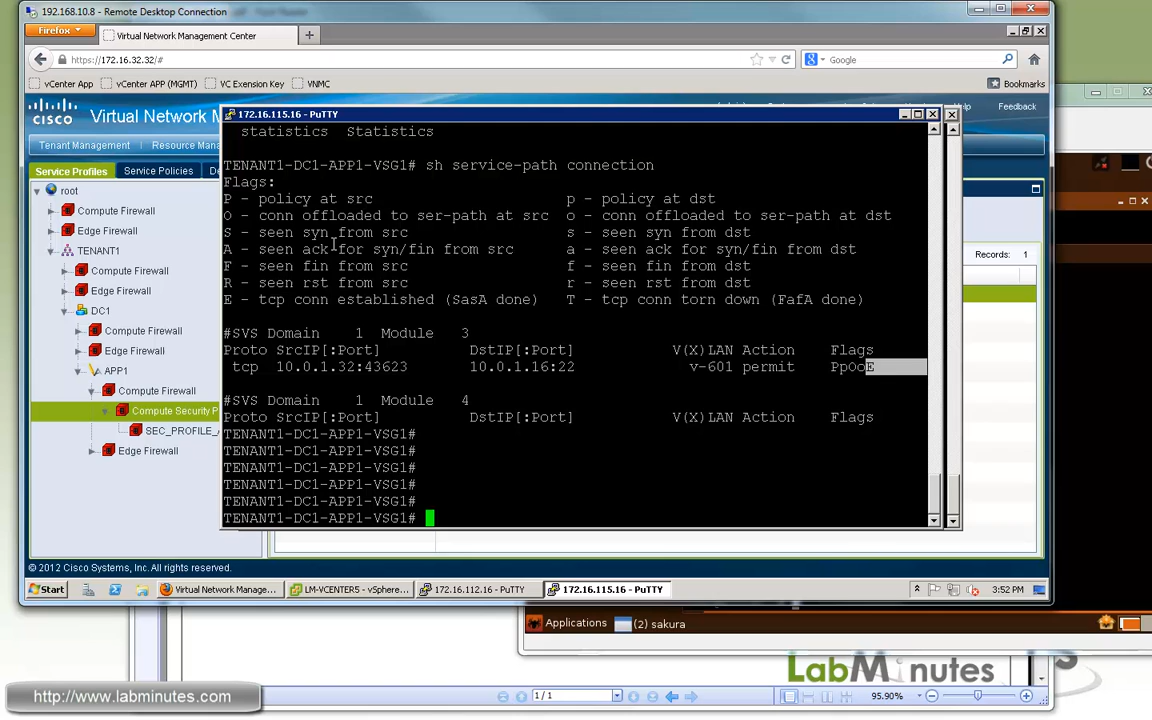 192.168.10.8 - Remote Desktop Connection
Firefox
Virtual Network Management Center
https://172.16.32.32/#
Google
vCenter App
vCenter APP (MGMT)
VC Exension Key
VNMC
Bookmarks
CISCO
Virtual Network M
Feedback
Tenant Management
Resource Mana
Service Profiles
Service Policies
De
root
Compute Firewall
Edge Firewall
TENANT1
Compute Firewall
Edge Firewall
DC1
Compute Firewall
Edge Firewall
APP1
Compute Firewall
Compute Security P
SEC_PROFILE_
Edge Firewall
Records: 1
172.16.115.16 - PuTTY
statistics Statistics
TENANT1-DC1-APP1-VSG1# sh service-path connection
Flags:
P - policy at src p - policy at dst
O - conn offloaded to ser-path at src o - conn offloaded to ser-path at dst
S - seen syn from src s - seen syn from dst
A - seen ack for syn/fin from src a - seen ack for syn/fin from dst
F - seen fin from src f - seen fin from dst
R - seen rst from src r - seen rst from dst
E - tcp conn established (SasA done) T - tcp conn torn down (FafA done)
#SVS Domain 1 Module 3
Proto SrcIP[:Port] DstIP[:Port] V(X)LAN Action Flags
tcp 10.0.1.32:43623 10.0.1.16:22 v-601 permit PpOoE
#SVS Domain 1 Module 4
Proto SrcIP[:Port] DstIP[:Port] V(X)LAN Action Flags
TENANT1-DC1-APP1-VSG1#
TENANT1-DC1-APP1-VSG1#
TENANT1-DC1-APP1-VSG1#
TENANT1-DC1-APP1-VSG1#
TENANT1-DC1-APP1-VSG1#
TENANT1-DC1-APP1-VSG1#
© 2012 Cisco Systems, Inc. All rights reserved.
Start
Virtual Network Manage...
LM-VCENTER5 - vSphere...
172.16.112.16 - PuTTY
172.16.115.16 - PuTTY
3:52 PM
Applications
(2) sakura
LabMinutes
http://www.labminutes.com
1 / 1
95.90%